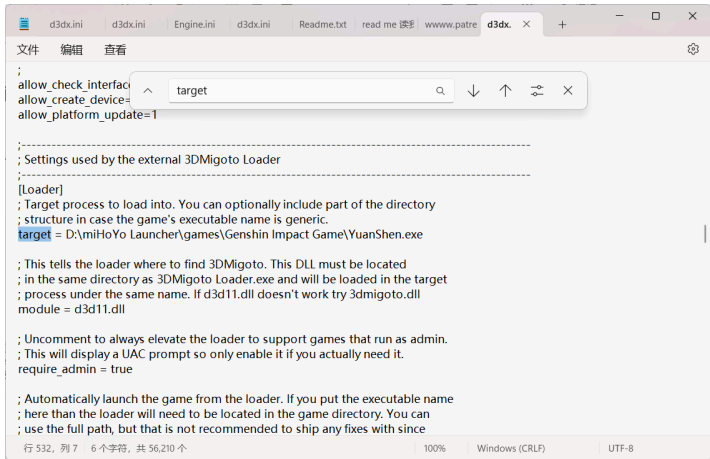 d3dx.ini
d3dx.ini
Engine.ini
d3dx.ini
Readme.txt
read me 读我
wwww.patre
d3dx.
文件 编辑 查看
;
allow_check_interfac
allow_create_device=
allow_platform_update=1
target
;------------------------------------------------------------------------------------------------------
; Settings used by the external 3DMigoto Loader
;------------------------------------------------------------------------------------------------------
[Loader]
; Target process to load into. You can optionally include part of the directory
; structure in case the game's executable name is generic.
target = D:\miHoYo Launcher\games\Genshin Impact Game\YuanShen.exe
; This tells the loader where to find 3DMigoto. This DLL must be located
; in the same directory as 3DMigoto Loader.exe and will be loaded in the target
; process under the same name. If d3d11.dll doesn't work try 3dmigoto.dll
module = d3d11.dll
; Uncomment to always elevate the loader to support games that run as admin.
; This will display a UAC prompt so only enable it if you actually need it.
require_admin = true
; Automatically launch the game from the loader. If you put the executable name
; here than the loader will need to be located in the game directory. You can
; use the full path, but that is not recommended to ship any fixes with since
行 532，列 7 6 个字符，共 56,210 个 100% Windows (CRLF) UTF-8